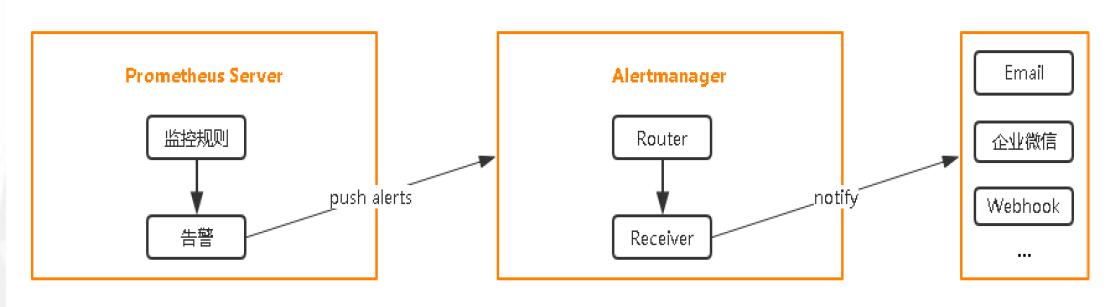 Prometheus Server
监控规则
告警
push alerts
Alertmanager
Router
Receiver
notify
Email
企业微信
Webhook
...